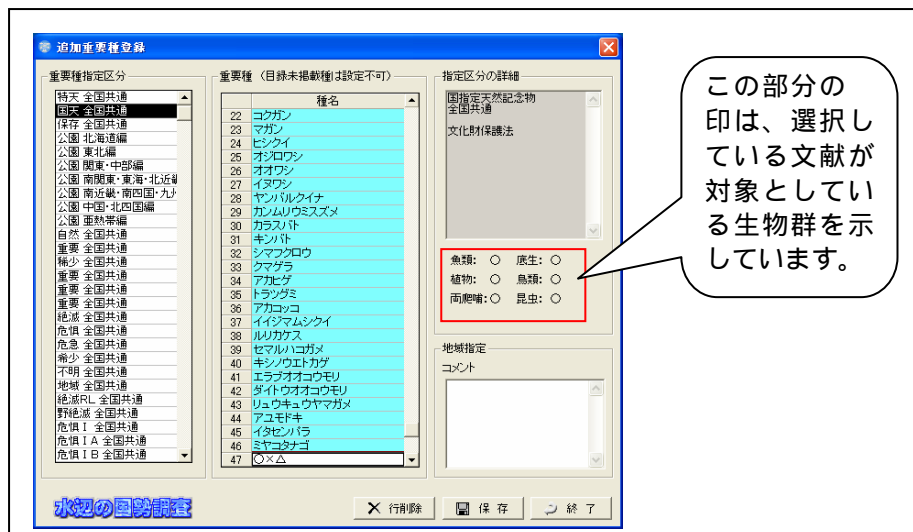 追加重要種登録
重要種指定区分
特天 全国共通
国天 全国共通
保存 全国共通
公園 北海道編
公園 東北編
公園 関東・中部編
公園 南関東・東海・北近畿
公園 南近畿・南四国・九州
公園 中国・北四国編
公園 亜熱帯編
自然 全国共通
重要 全国共通
稀少 全国共通
重要 全国共通
重要 全国共通
重要 全国共通
絶滅 全国共通
危惧 全国共通
危急 全国共通
希少 全国共通
不明 全国共通
地域 全国共通
絶滅RL 全国共通
野絶滅 全国共通
危惧Ⅰ 全国共通
危惧ⅠA 全国共通
危惧ⅠB 全国共通
重要種 （目録未掲載種は設定不可）
種名
22 コクガン
23 マガン
24 ヒシクイ
25 オジロワシ
26 オオワシ
27 イヌワシ
28 ヤンバルクイナ
29 カンムリウミスズメ
30 カラスバト
31 キンバト
32 シマフクロウ
33 クマゲラ
34 アカヒゲ
35 トラツグミ
36 アカコッコ
37 イイジマムシクイ
38 ルリカケス
39 セマルハコガメ
40 キシノウエトカゲ
41 エラブオオコウモリ
42 ダイトウオオコウモリ
43 リュウキュウヤマガメ
44 アユモドキ
45 イタセンパラ
46 ミヤコタナゴ
47 ○×△
指定区分の詳細
国指定天然記念物
全国共通
文化財保護法
魚類: ○ 底生: ○
植物: ○ 鳥類: ○
両爬哺: ○ 昆虫: ○
地域指定
コメント
この部分の
印は、選択し
ている文献が
対象としてい
る生物群を示
しています。
水辺の国勢調査
行削除
保 存
終 了